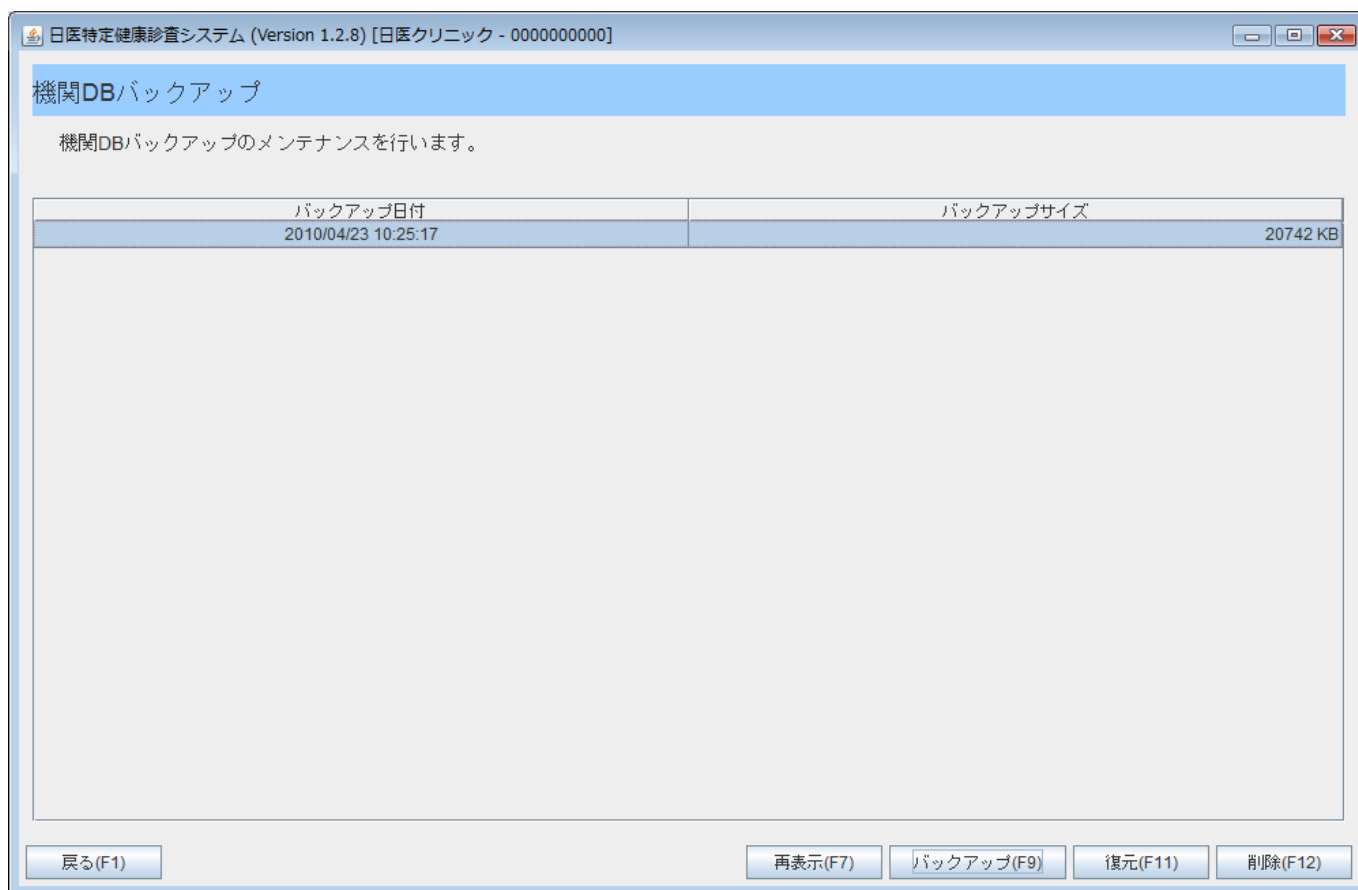 日医特定健康診査システム (Version 1.2.8) [日医クリニック - 0000000000]
機関DBバックアップ
機関DBバックアップのメンテナンスを行います。
バックアップ日付 バックアップサイズ
2010/04/23 10:25:17 20742 KB
戻る(F1) 再表示(F7) バックアップ(F9) 復元(F11) 削除(F12)